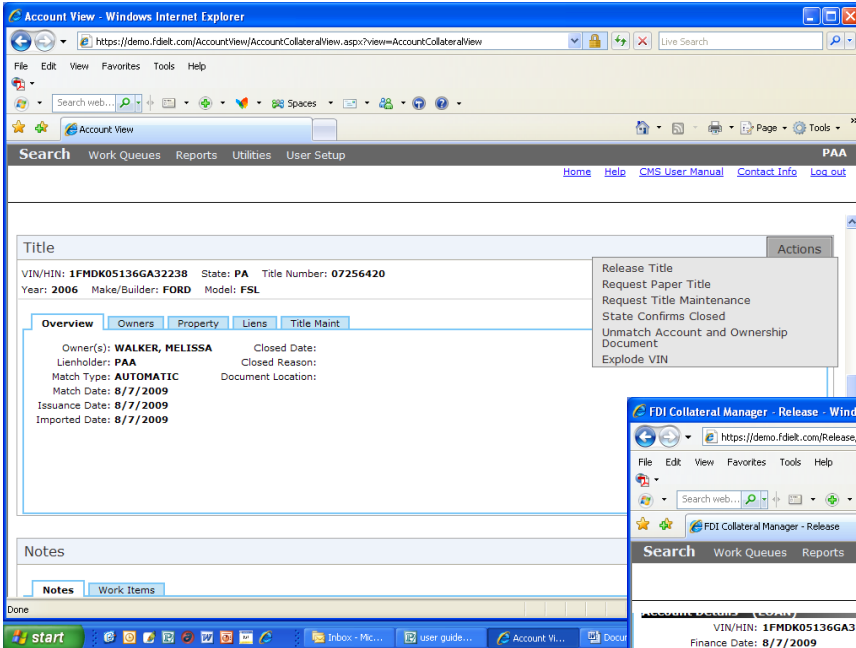 Account View - Windows Internet Explorer
https://demo.fdielt.com/AccountView/AccountCollateralView.aspx?view=AccountCollateralView
Live Search
File Edit View Favorites Tools Help
Search web...
Spaces
Account View
Page Tools
Search Work Queues Reports Utilities User Setup PAA
Home Help CMS User Manual Contact Info Log out
Title Actions
VIN/HIN: 1FMDK05136GA32238 State: PA Title Number: 07256420
Year: 2006 Make/Builder: FORD Model: FSL
Release Title
Request Paper Title
Request Title Maintenance
State Confirms Closed
Unmatch Account and Ownership
Document
Explode VIN
Overview Owners Property Liens Title Maint
Owner(s): WALKER, MELISSA Closed Date:
Lienholder: PAA Closed Reason:
Match Type: AUTOMATIC Document Location:
Match Date: 8/7/2009
Issuance Date: 8/7/2009
Imported Date: 8/7/2009
Notes
Notes Work Items
Done
FDI Collateral Manager - Release - Wind
https://demo.fdielt.com/Release,
File Edit View Favorites Tools Help
Search web...
FDI Collateral Manager - Release
Search Work Queues Reports
Account Details (LOAN)
VIN/HIN: 1FMDK05136GA3
Finance Date: 8/7/2009
start
Inbox - Mic...
user guide...
Account Vi...
Docur